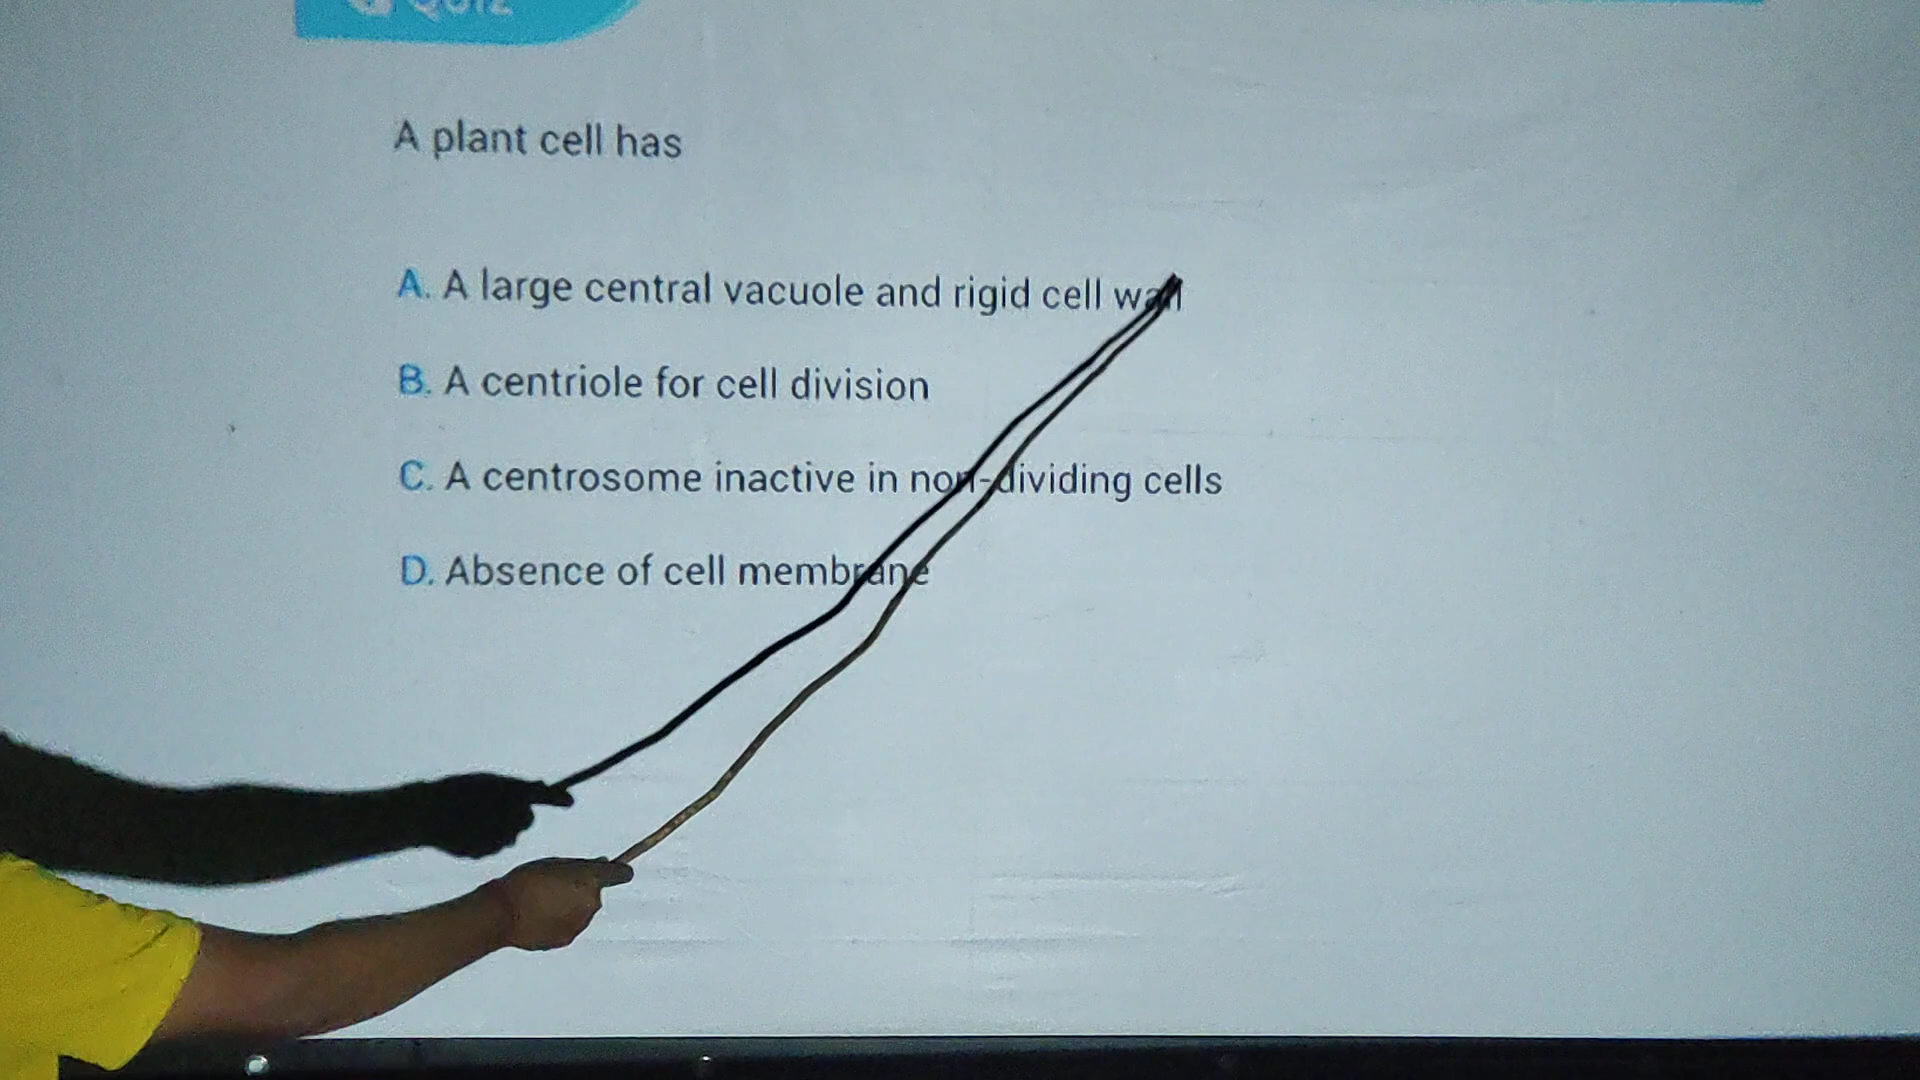 QUIZ
A plant cell has
A. A large central vacuole and rigid cell wall
B. A centriole for cell division
C. A centrosome inactive in non-dividing cells
D. Absence of cell membrane